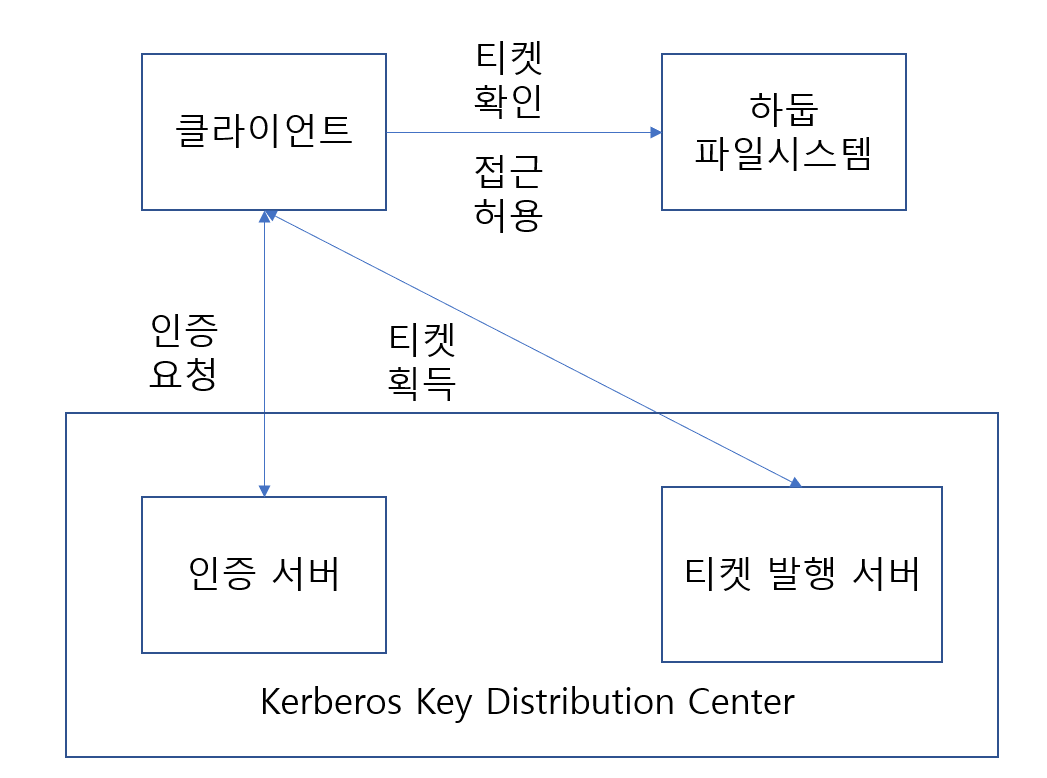 티켓
확인
클라이언트
하둡
파일시스템
접근
허용
인증
요청
티켓
획득
인증 서버
티켓 발행 서버
Kerberos Key Distribution Center